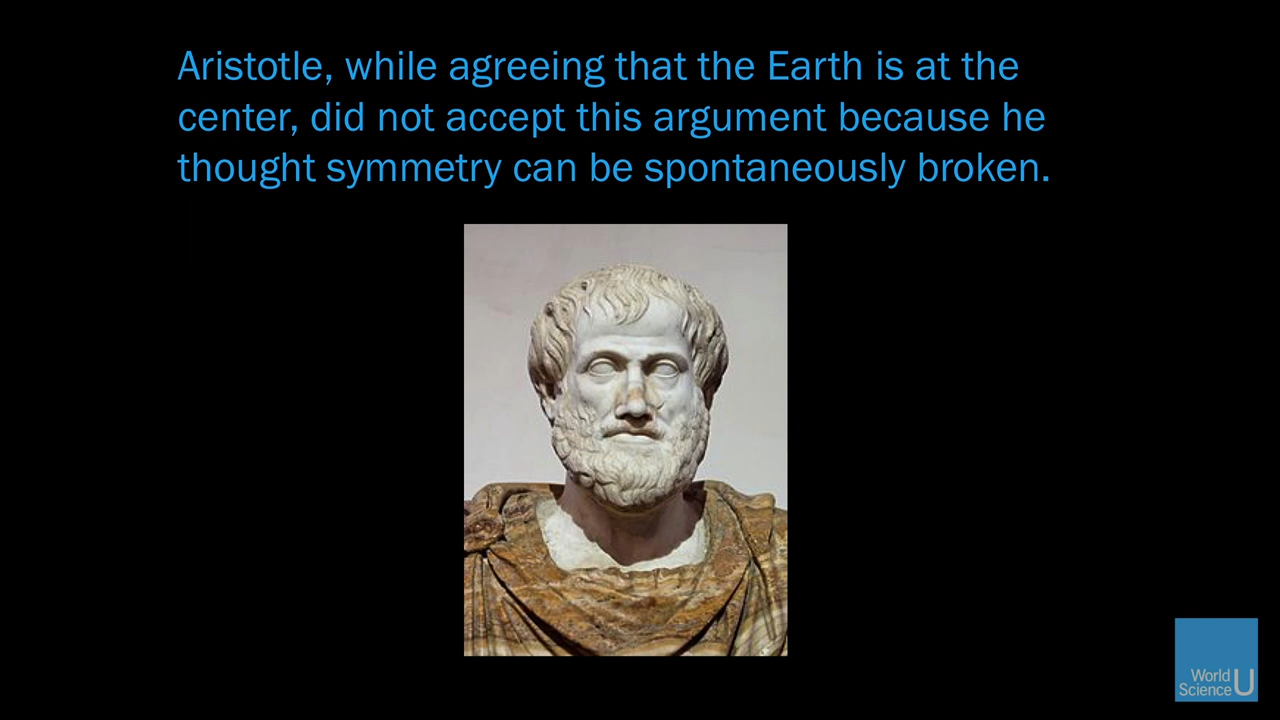 Aristotle, while agreeing that the Earth is at the
center, did not accept this argument because he
thought symmetry can be spontaneously broken.
World
Science U